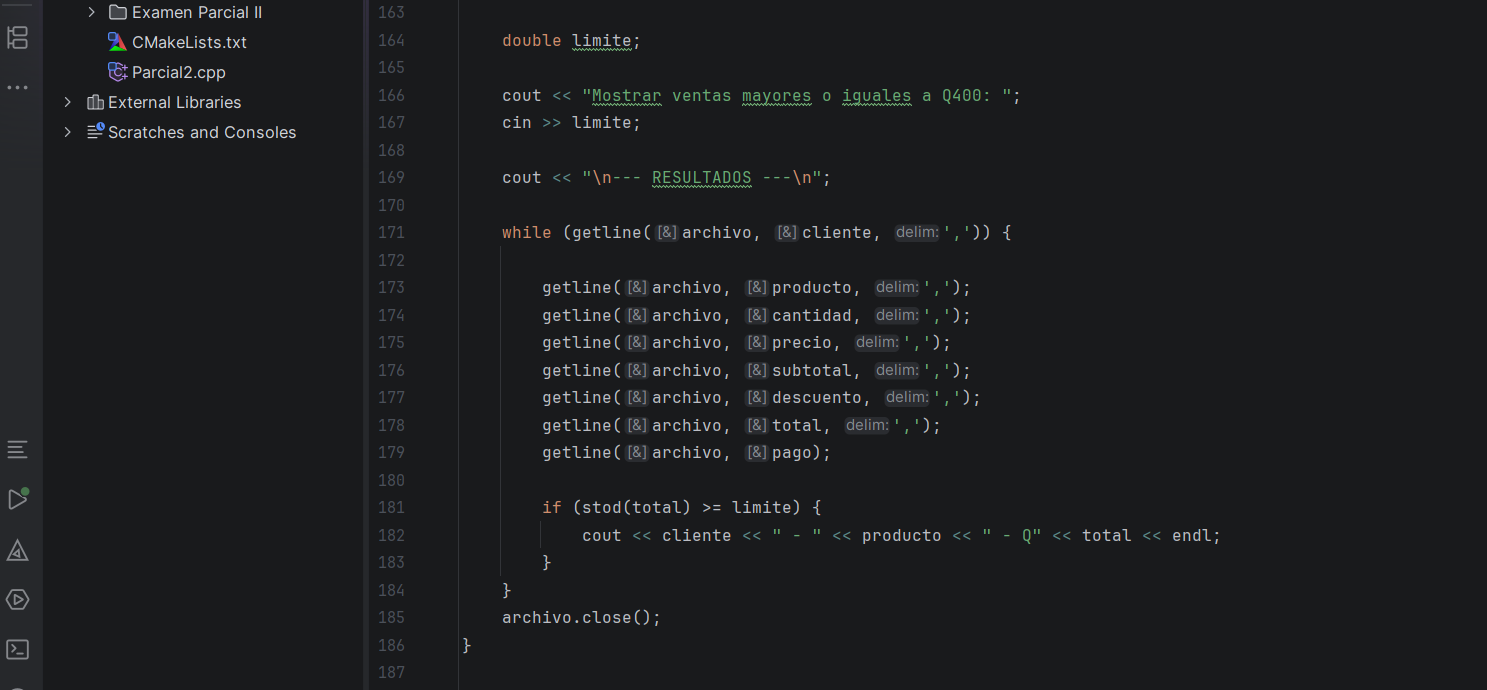 Examen Parcial II
CMakeLists.txt
Parcial2.cpp
External Libraries
Scratches and Consoles
163
164 double limite;
165
166 cout << "Mostrar ventas mayores o iguales a Q400: ";
167 cin >> limite;
168
169 cout << "\n--- RESULTADOS ---\n";
170
171 while (getline([&] archivo, [&] cliente, delim: ',')) {
172
173 getline([&] archivo, [&] producto, delim: ',');
174 getline([&] archivo, [&] cantidad, delim: ',');
175 getline([&] archivo, [&] precio, delim: ',');
176 getline([&] archivo, [&] subtotal, delim: ',');
177 getline([&] archivo, [&] descuento, delim: ',');
178 getline([&] archivo, [&] total, delim: ',');
179 getline([&] archivo, [&] pago);
180
181 if (stod(total) >= limite) {
182 cout << cliente << " - " << producto << " - Q" << total << endl;
183 }
184 }
185 archivo.close();
186 }
187